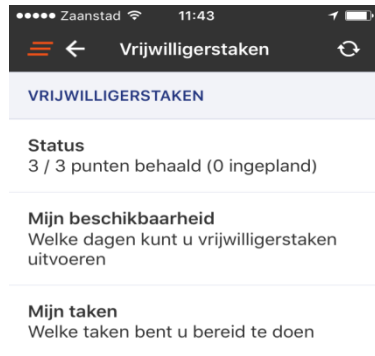 Zaanstad 11:43
Vrijwilligerstaken
VRIJWILLIGERSTAKEN
Status
3 / 3 punten behaald (0 ingepland)
Mijn beschikbaarheid
Welke dagen kunt u vrijwilligerstaken
uitvoeren
Mijn taken
Welke taken bent u bereid te doen